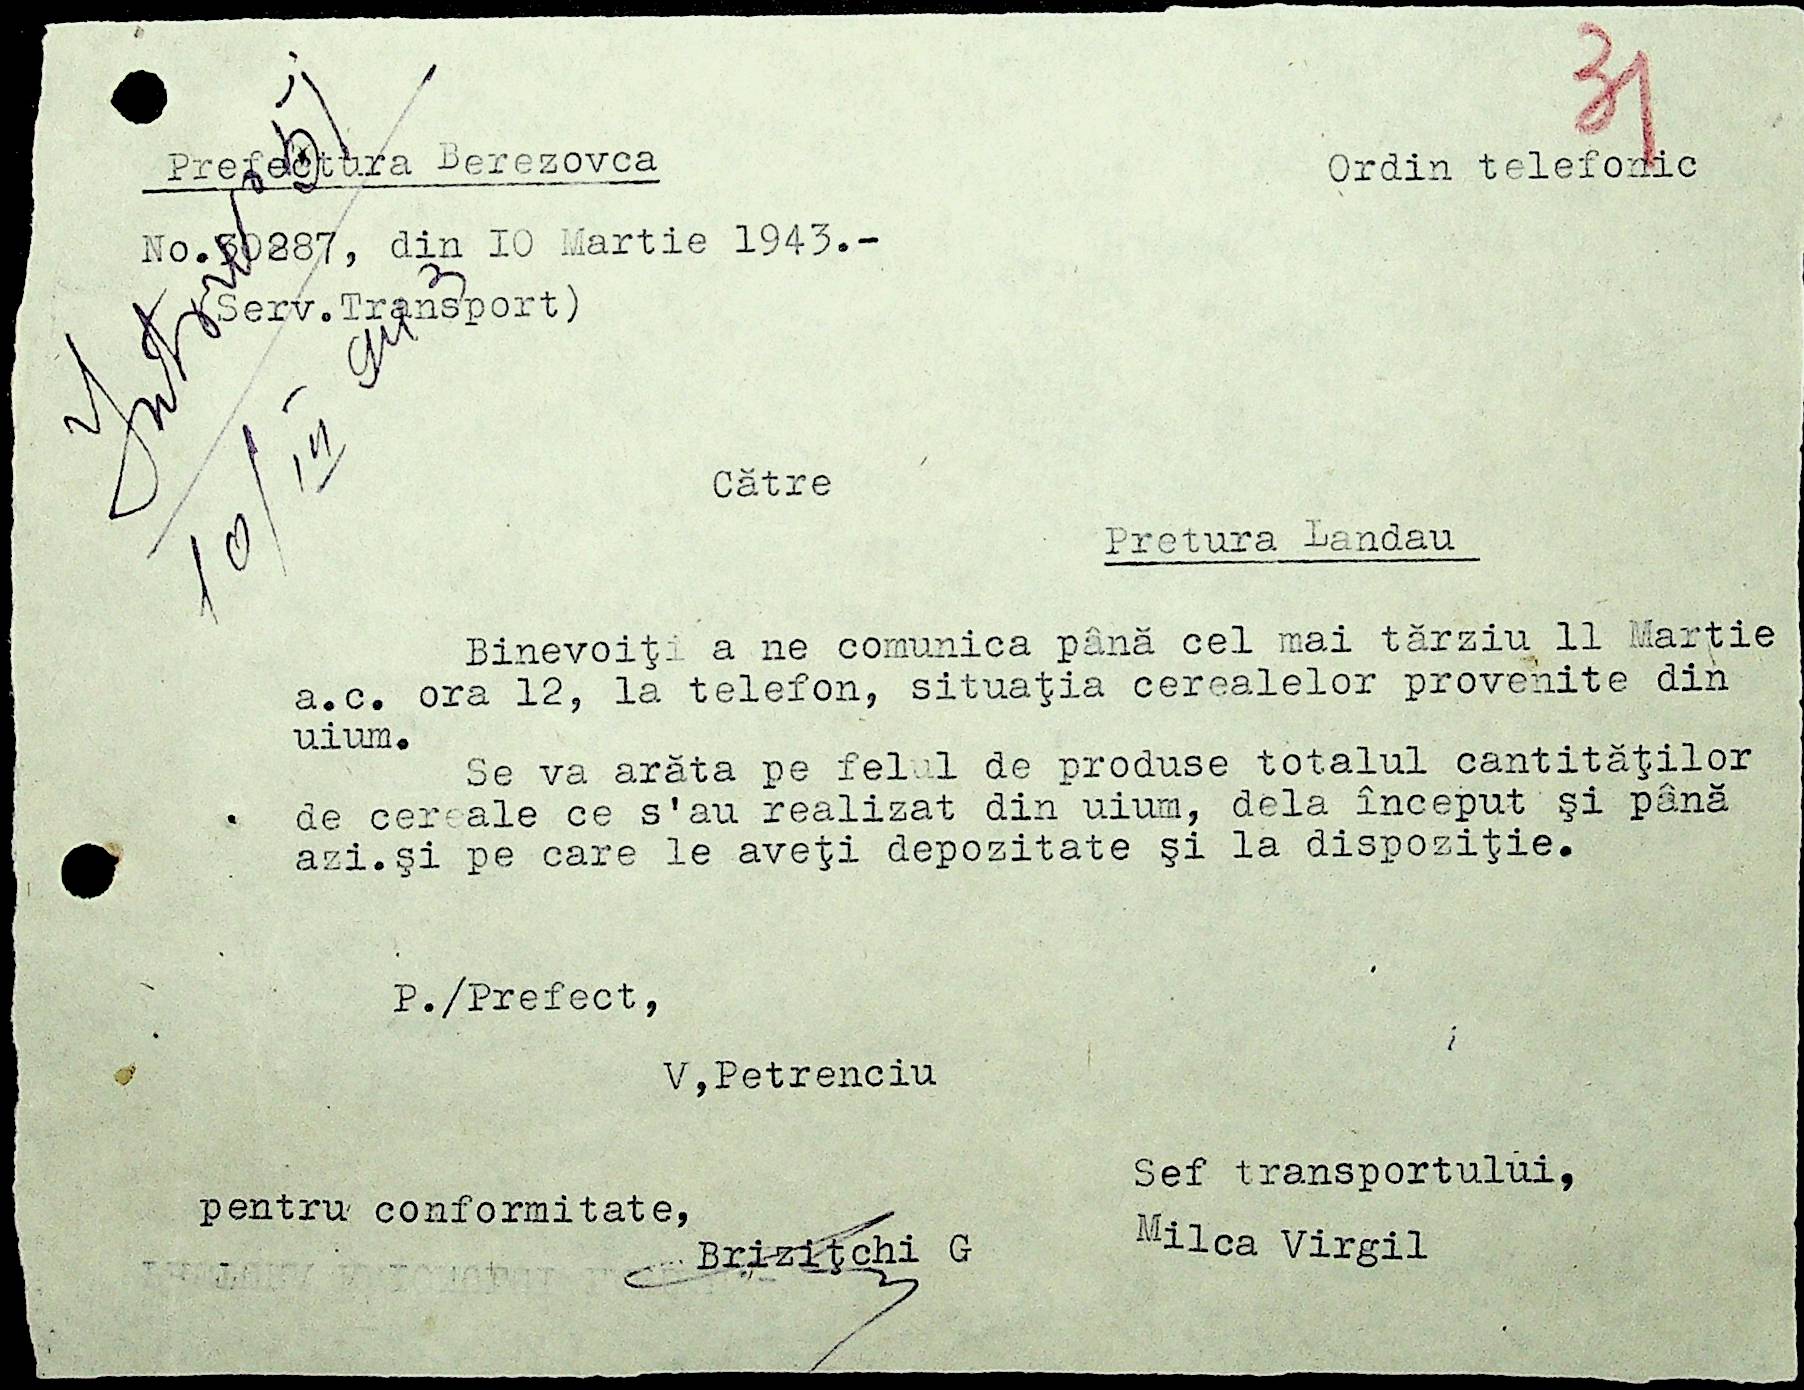 31
Prefectura Berezovca
Ordin telefonic
No.30287, din IO Martie 1943.-
(Serv.Transport)
10/III
Către
Pretura Landau
Binevoiţi a ne comunica până cel mai tărziu 11 Martie
a.c. ora 12, la telefon, situaţia cerealelor provenite din
uium.
Se va arăta pe felul de produse totalul cantităţilor
de cereale ce s'au realizat din uium, dela început şi până
azi.şi pe care le aveţi depozitate şi la dispoziţie.
P./Prefect,
V,Petrenciu
Sef transportului,
Milca Virgil
pentru conformitate,
Briziţchi G